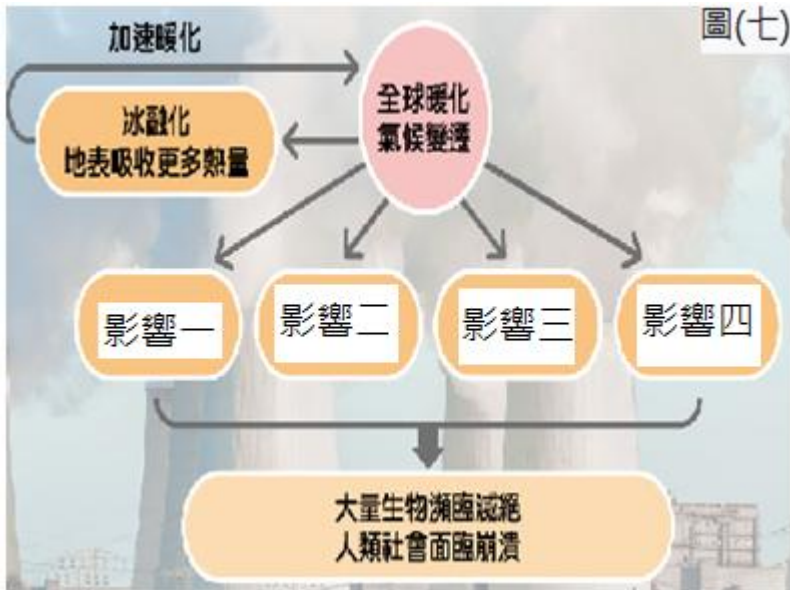 圖(七)
加速暖化
全球暖化
氣候變遷
冰融化
地表吸收更多熱量
影響一
影響二
影響三
影響四
大量生物瀕臨滅絕
人類社會面臨崩潰